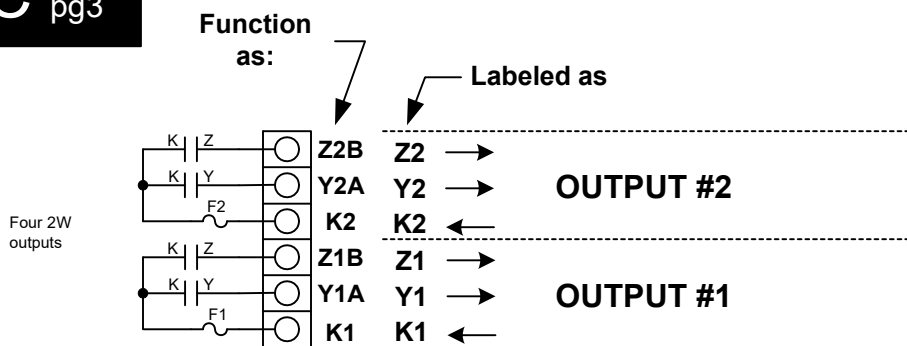 C pg3
Function
as:
Labeled as
K Z Z2B Z2
K Y Y2A Y2 OUTPUT #2
F2 K2 K2
Four 2W
outputs
K Z Z1B Z1
K Y Y1A Y1 OUTPUT #1
F1 K1 K1